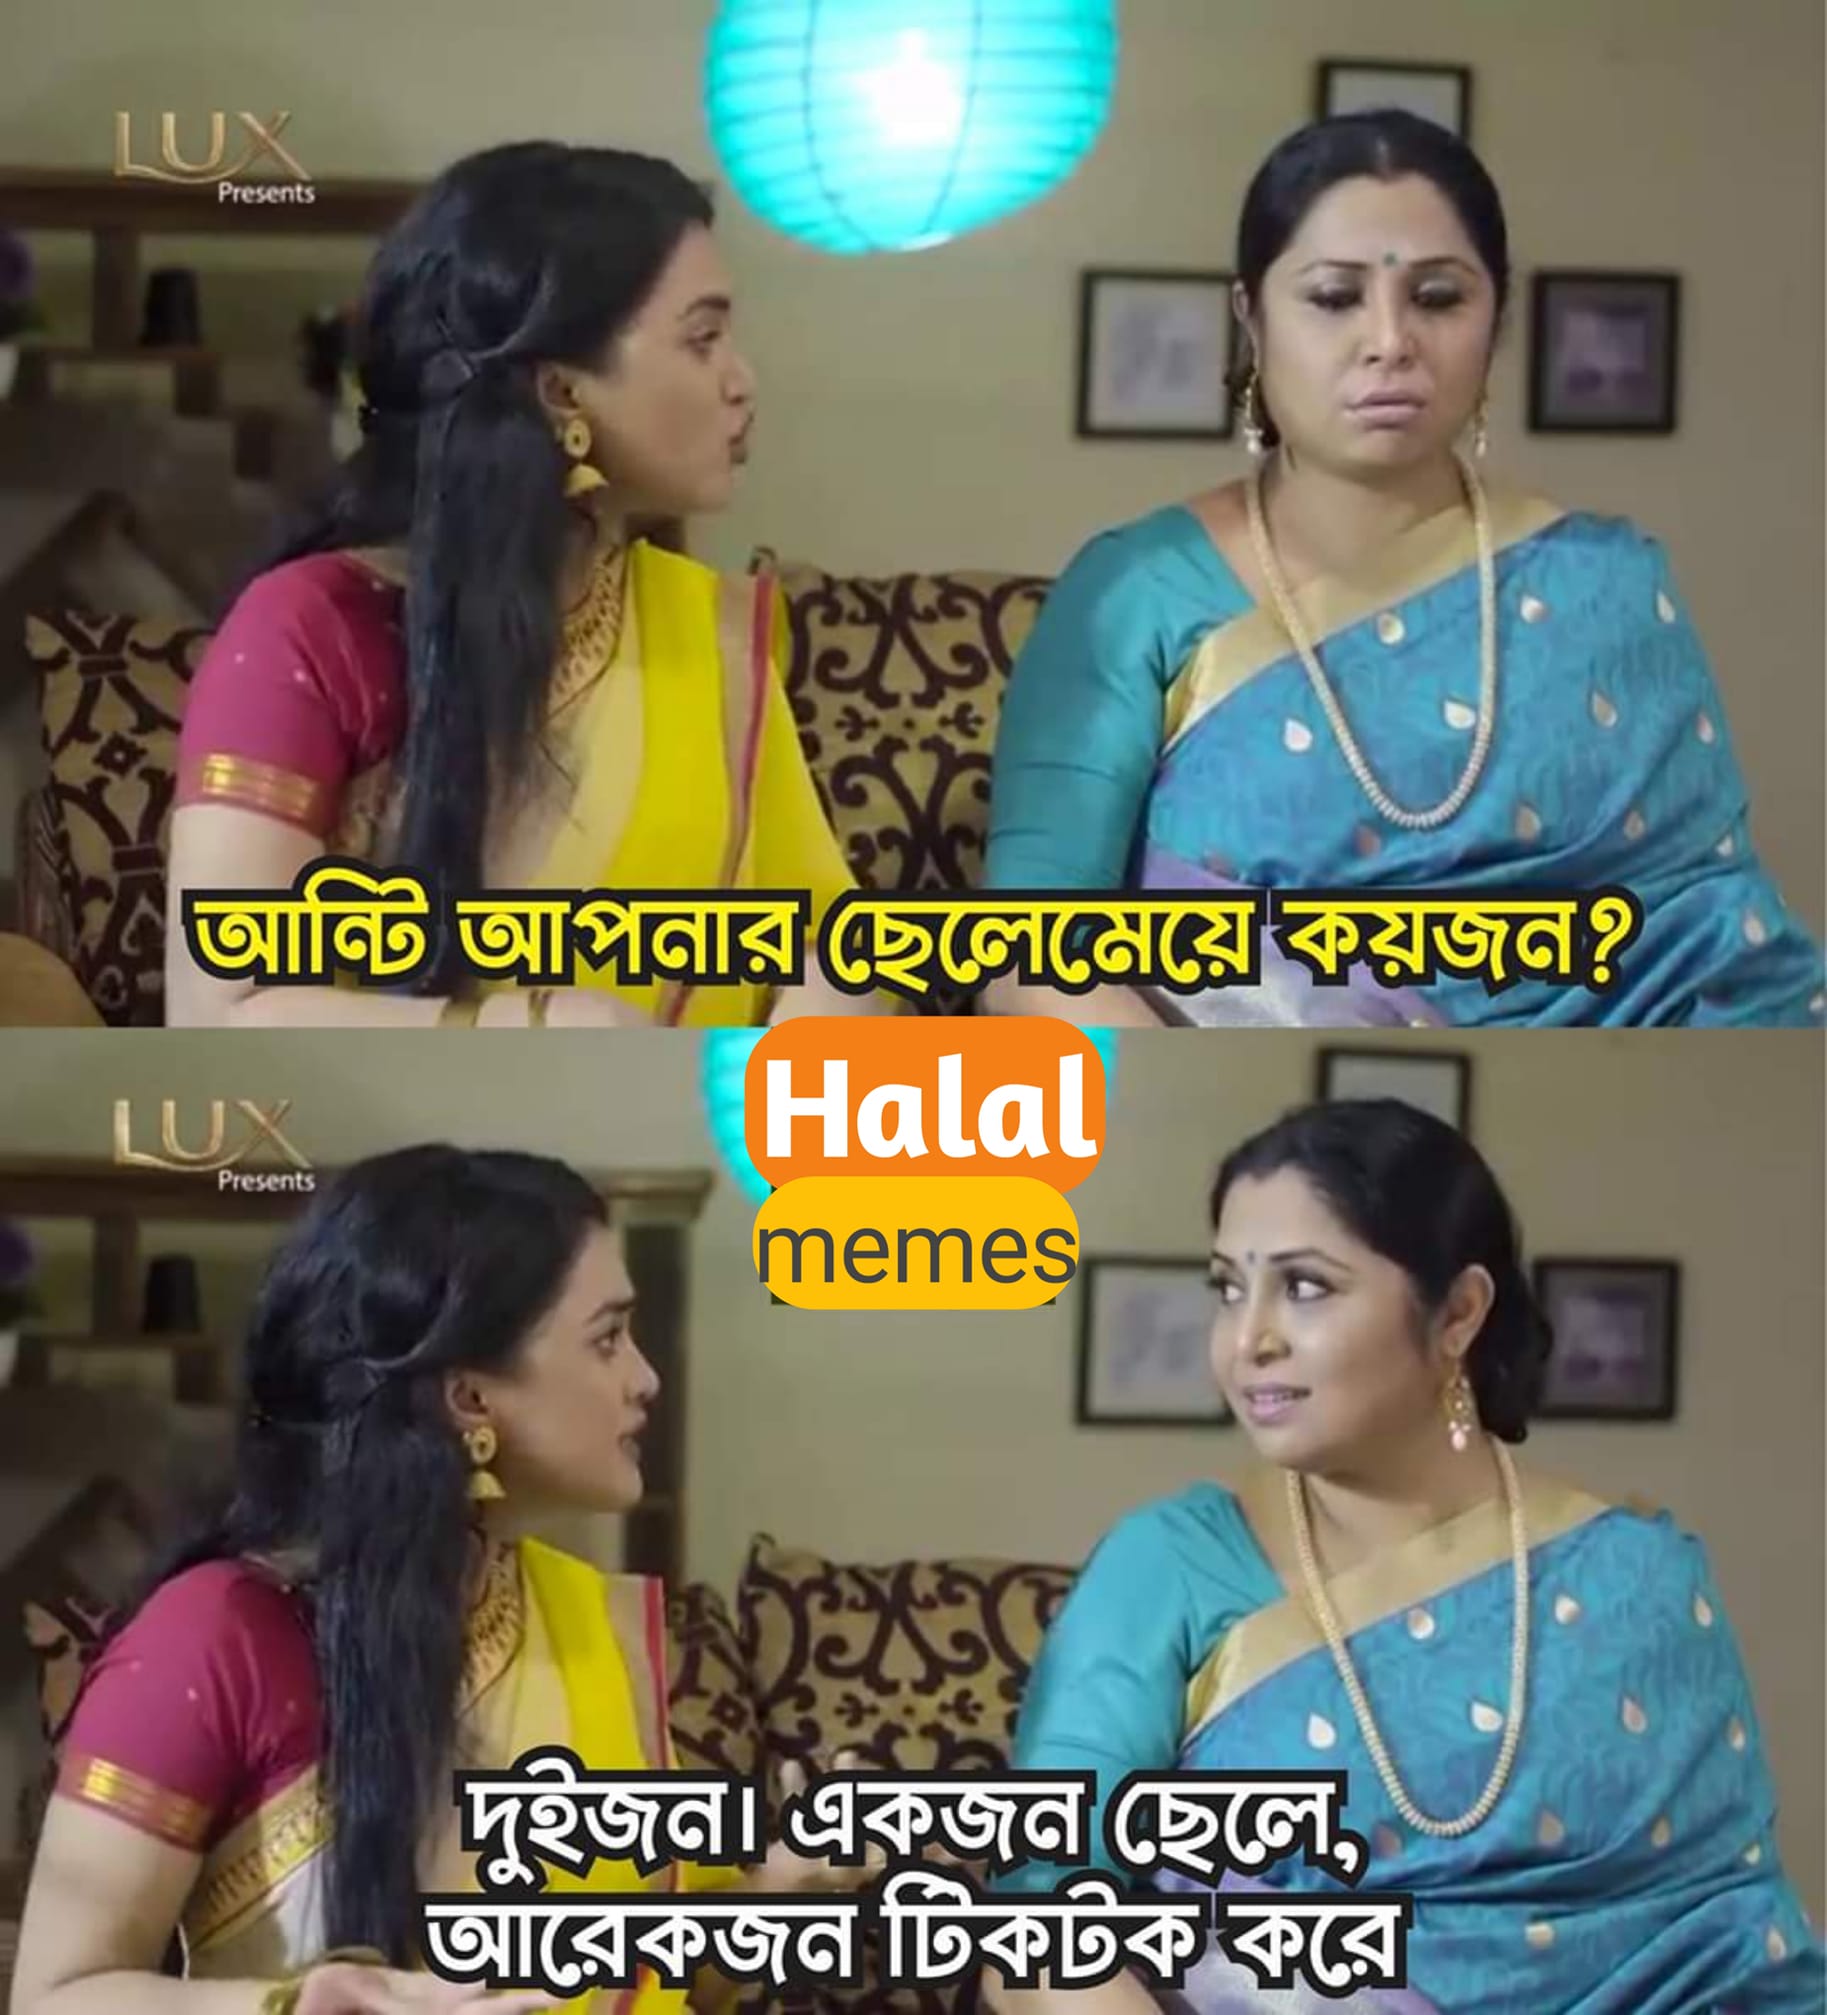 LUX
Presents
আন্টি আপনার ছেলেমেয়ে কয়জন?
Halal
memes
LUX
Presents
দুইজন। একজন ছেলে,
আরেকজন টিকটক করে